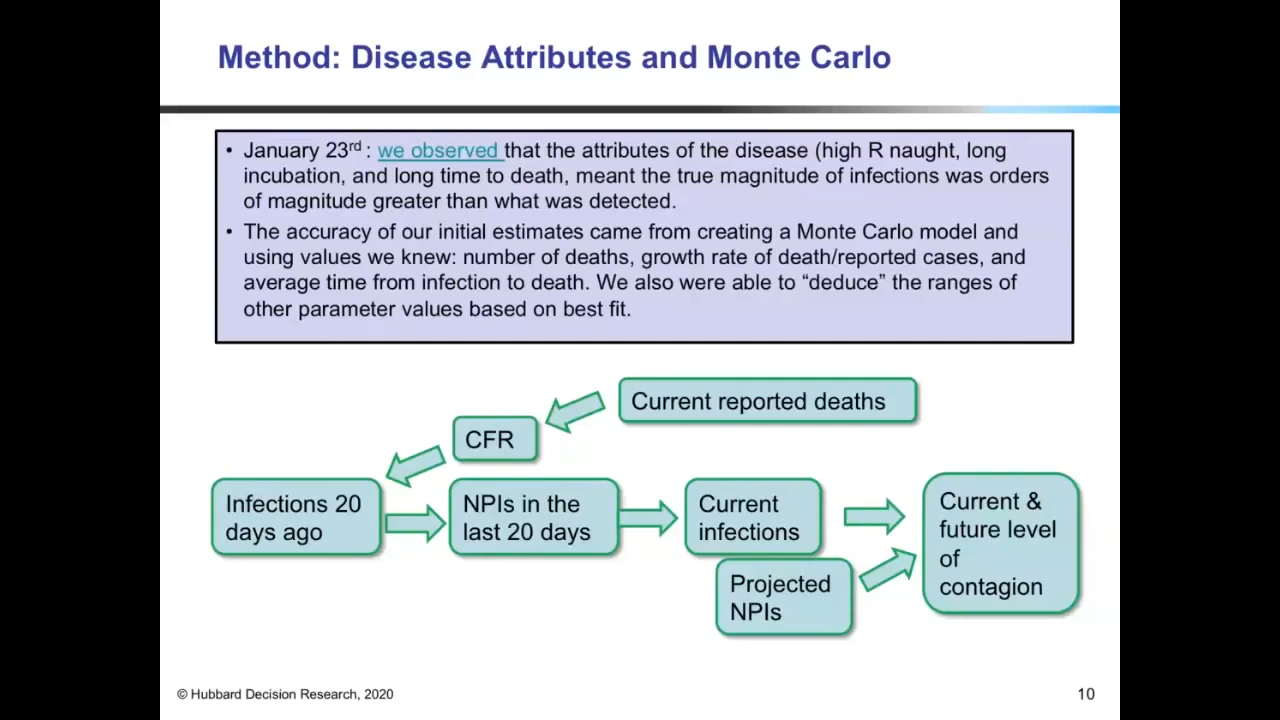 Method: Disease Attributes and Monte Carlo
• January 23rd : we observed that the attributes of the disease (high R naught, long
incubation, and long time to death, meant the true magnitude of infections was orders
of magnitude greater than what was detected.
• The accuracy of our initial estimates came from creating a Monte Carlo model and
using values we knew: number of deaths, growth rate of death/reported cases, and
average time from infection to death. We also were able to “deduce” the ranges of
other parameter values based on best fit.
Current reported deaths
CFR
Infections 20
days ago
NPIs in the
last 20 days
Current
infections
Projected
NPIs
Current &
future level
of
contagion
© Hubbard Decision Research, 2020
10